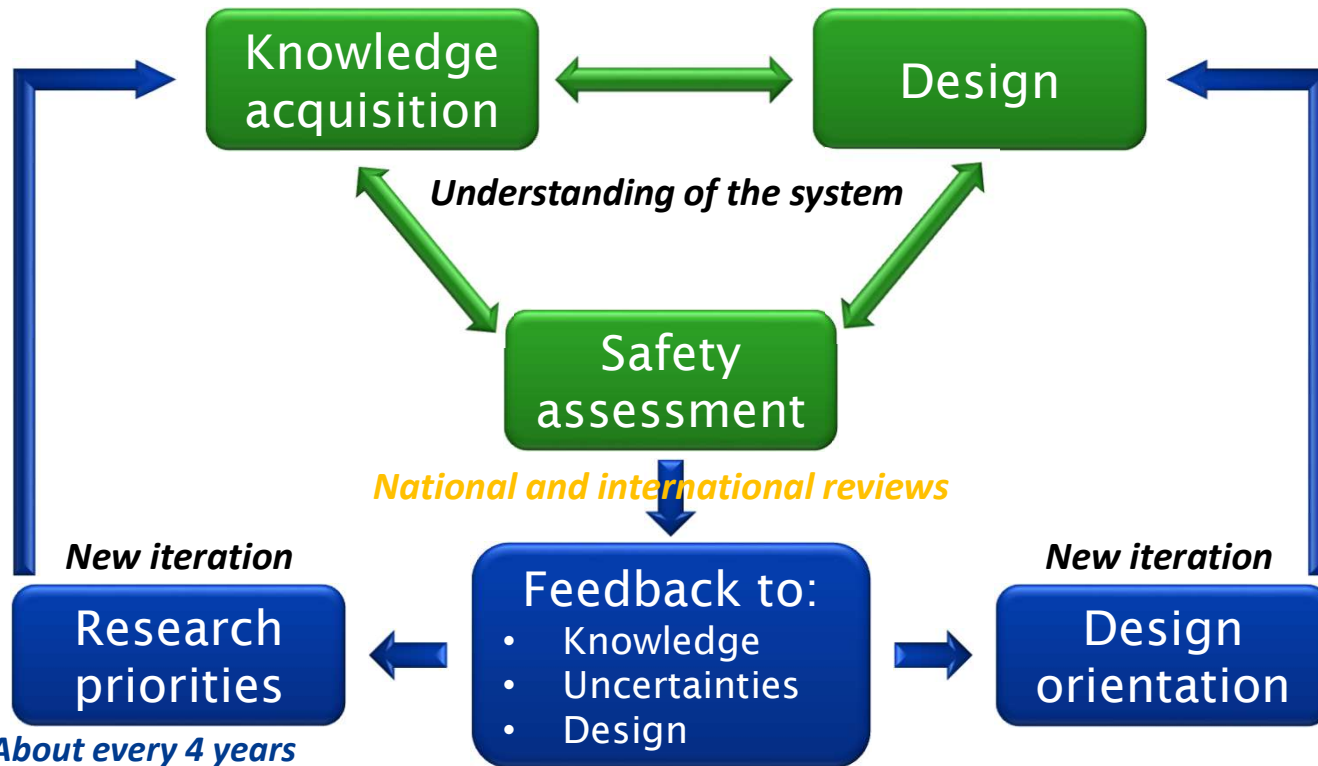 Knowledge
acquisition
Design
Understanding of the system
Safety
assessment
National and international reviews
New iteration
New iteration
Research
priorities
Feedback to:
• Knowledge
• Uncertainties
• Design
Design
orientation
About every 4 years